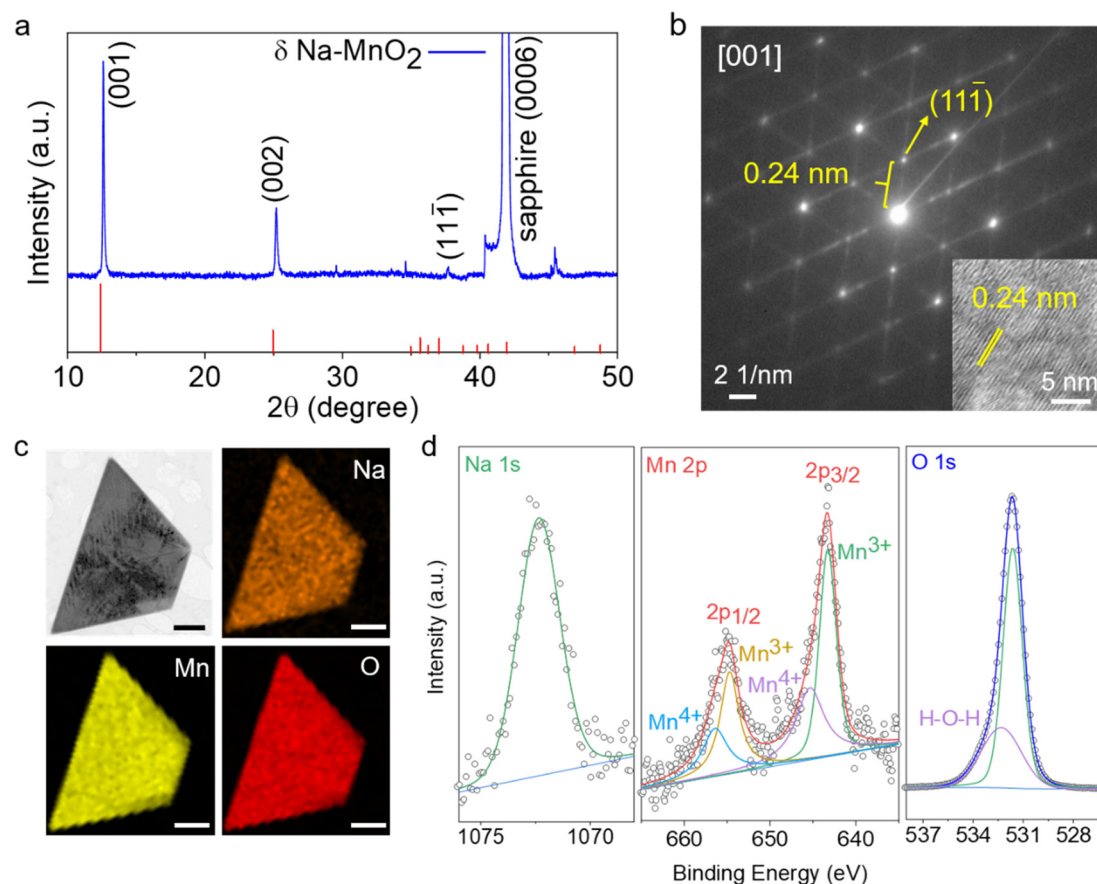 a
δ Na-MnO₂
(001)
(002)
(11̅1)
sapphire (0006)
Intensity (a.u.)
10 20 30 40 50
2θ (degree)
b
[001]
(111̅)
0.24 nm
2 1/nm
0.24 nm
5 nm
c
Na
Mn
O
d
Na 1s
Mn 2p
O 1s
2p3/2
Mn³⁺
2p1/2
Mn³⁺
Mn⁴⁺
Mn⁴⁺
H-O-H
Intensity (a.u.)
1075 1070
660 650 640
537 534 531 528
Binding Energy (eV)